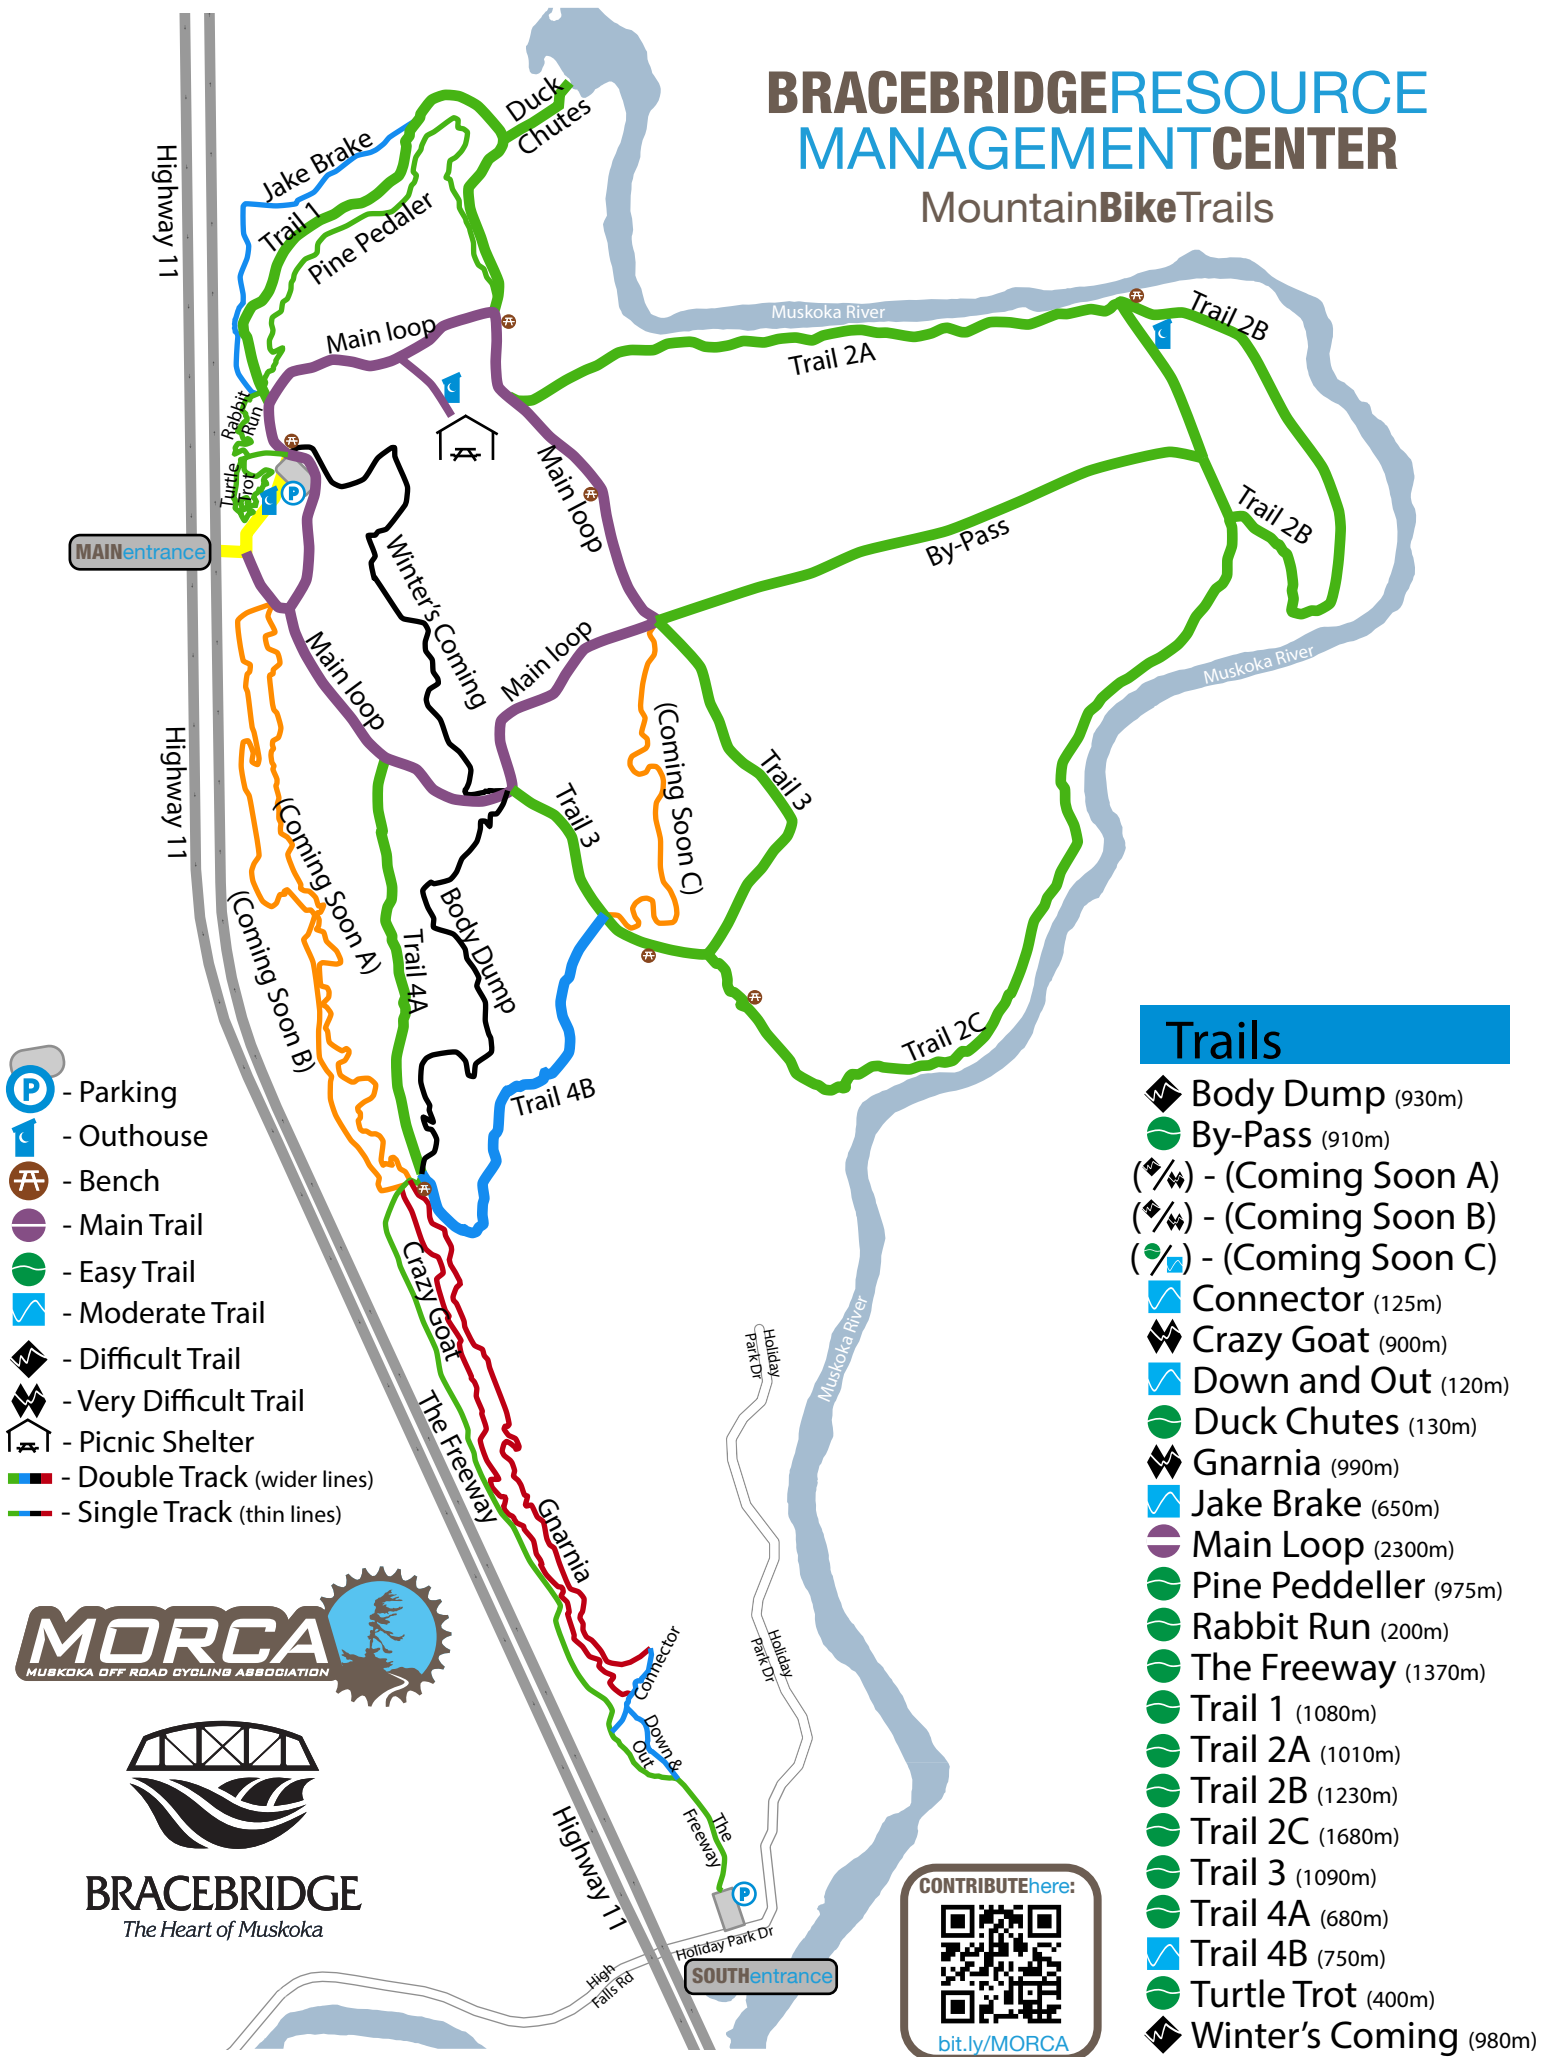 BRACEBRIDGERESOURCE
MANAGEMENTCENTER
MountainBikeTrails
Duck
Chutes
Jake Brake
Trail 1
Pine Pedaler
Highway 11
Main loop
Muskoka River
Trail 2A
Trail 2B
Rabbit
Run
Turtle
Trot
P
MAINentrance
Main loop
Trail 2B
By-Pass
Winter's Coming
Main loop
Main loop
Muskoka River
Highway 11
(Coming Soon C)
Trail 3
Trail 3
(Coming Soon A)
(Coming Soon B)
Trail 4A
Body Dump
Trail 4B
Trail 2C
P - Parking
- Outhouse
- Bench
- Main Trail
- Easy Trail
- Moderate Trail
- Difficult Trail
- Very Difficult Trail
- Picnic Shelter
- Double Track (wider lines)
- Single Track (thin lines)
Crazy Goat
The Freeway
Gnarnia
Holiday
Park Dr
Muskoka River
Holiday
Park Dr
Connector
Down &
Out
The
Freeway
Highway 11
P
Holiday Park Dr
High
Falls Rd
SOUTHentrance
MORCA
MUSKOKA OFF ROAD CYCLING ASSOCIATION
BRACEBRIDGE
The Heart of Muskoka
CONTRIBUTEhere:
bit.ly/MORCA
Trails
Body Dump (930m)
By-Pass (910m)
( / ) - (Coming Soon A)
( / ) - (Coming Soon B)
( / ) - (Coming Soon C)
Connector (125m)
Crazy Goat (900m)
Down and Out (120m)
Duck Chutes (130m)
Gnarnia (990m)
Jake Brake (650m)
Main Loop (2300m)
Pine Peddeller (975m)
Rabbit Run (200m)
The Freeway (1370m)
Trail 1 (1080m)
Trail 2A (1010m)
Trail 2B (1230m)
Trail 2C (1680m)
Trail 3 (1090m)
Trail 4A (680m)
Trail 4B (750m)
Turtle Trot (400m)
Winter's Coming (980m)